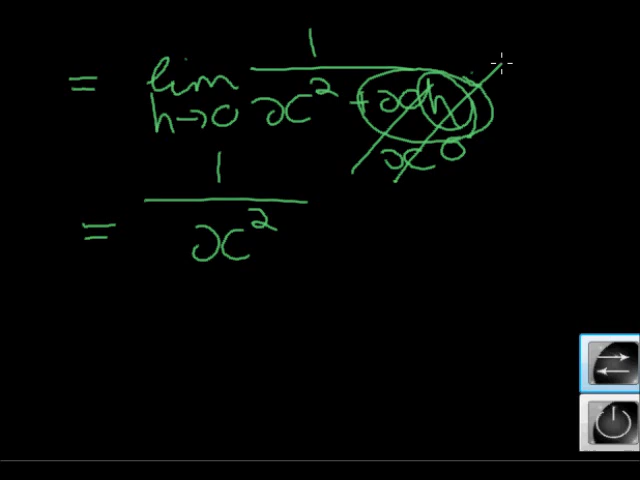 = lim h→0 1/(x² + xh)
x0
= 1/x²